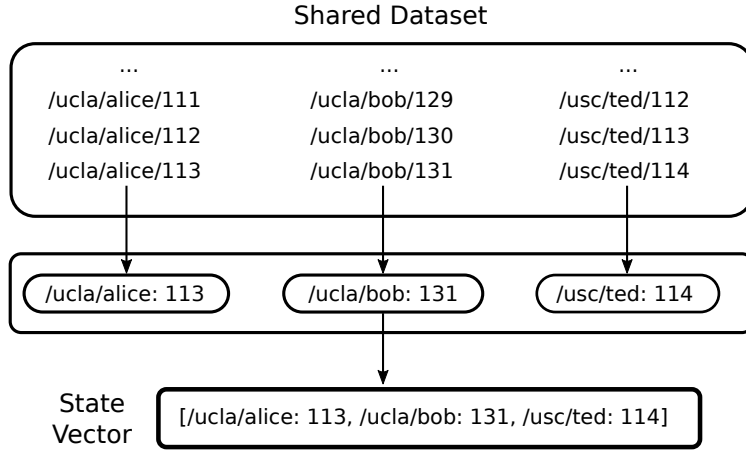 Shared Dataset
... ... ...
/ucla/alice/111 /ucla/bob/129 /usc/ted/112
/ucla/alice/112 /ucla/bob/130 /usc/ted/113
/ucla/alice/113 /ucla/bob/131 /usc/ted/114
/ucla/alice: 113 /ucla/bob: 131 /usc/ted: 114
State
Vector
[/ucla/alice: 113, /ucla/bob: 131, /usc/ted: 114]